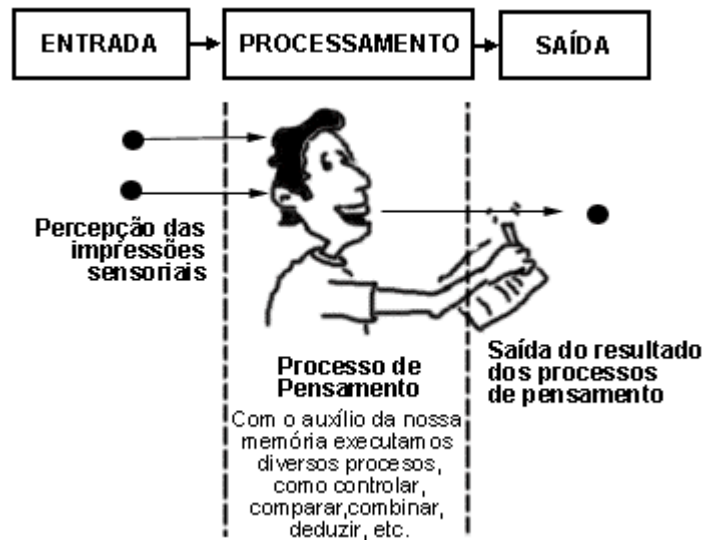 ENTRADA
PROCESSAMENTO
SAÍDA
Percepção das
impressões
sensoriais
Processo de
Pensamento
Com o auxílio da nossa
memória executamos
diversos procesos,
como controlar,
comparar,combinar,
deduzir, etc.
Saída do resultado
dos processos
de pensamento